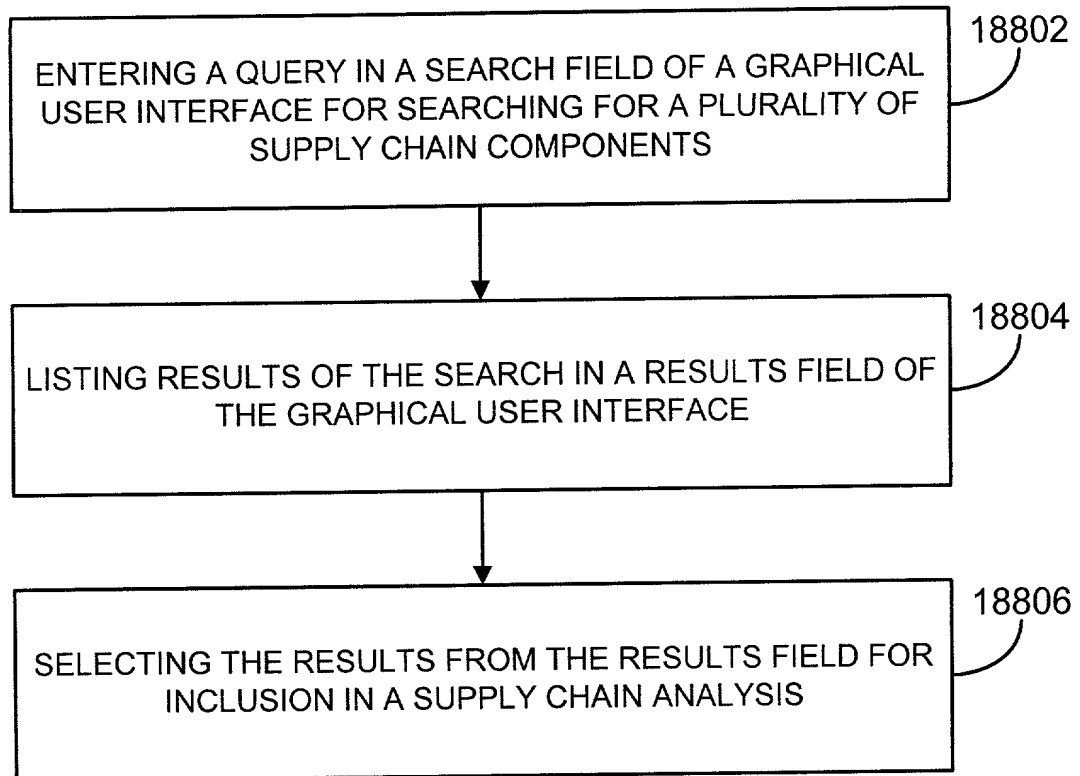 18802
ENTERING A QUERY IN A SEARCH FIELD OF A GRAPHICAL
USER INTERFACE FOR SEARCHING FOR A PLURALITY OF
SUPPLY CHAIN COMPONENTS
18804
LISTING RESULTS OF THE SEARCH IN A RESULTS FIELD OF
THE GRAPHICAL USER INTERFACE
18806
SELECTING THE RESULTS FROM THE RESULTS FIELD FOR
INCLUSION IN A SUPPLY CHAIN ANALYSIS